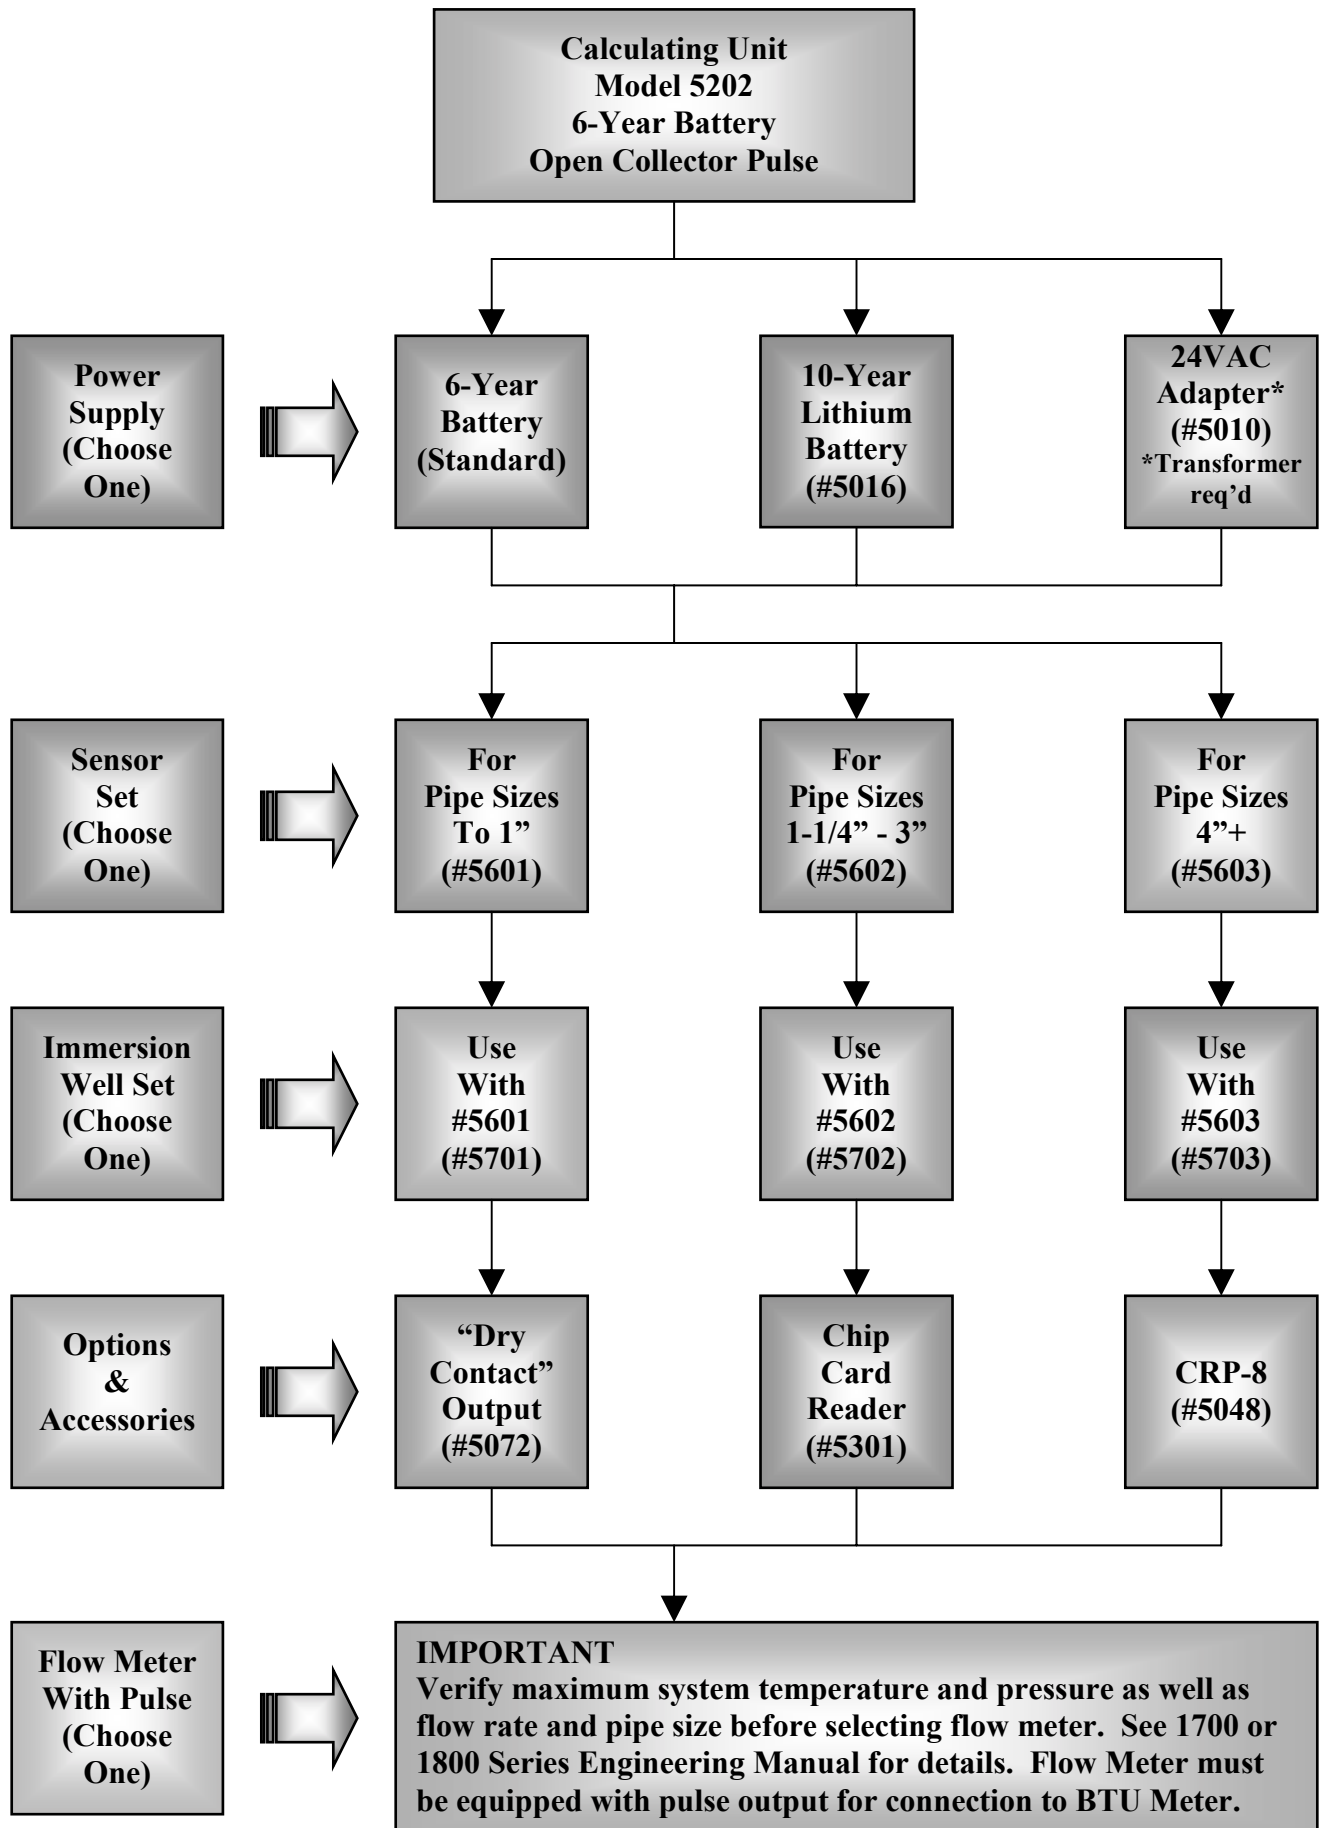 Calculating Unit
Model 5202
6-Year Battery
Open Collector Pulse
Power
Supply
(Choose
One)
6-Year
Battery
(Standard)
10-Year
Lithium
Battery
(#5016)
24VAC
Adapter*
(#5010)
*Transformer
req’d
Sensor
Set
(Choose
One)
For
Pipe Sizes
To 1”
(#5601)
For
Pipe Sizes
1-1/4” - 3”
(#5602)
For
Pipe Sizes
4”+
(#5603)
Immersion
Well Set
(Choose
One)
Use
With
#5601
(#5701)
Use
With
#5602
(#5702)
Use
With
#5603
(#5703)
Options
&
Accessories
“Dry
Contact”
Output
(#5072)
Chip
Card
Reader
(#5301)
CRP-8
(#5048)
Flow Meter
With Pulse
(Choose
One)
IMPORTANT
Verify maximum system temperature and pressure as well as
flow rate and pipe size before selecting flow meter.  See 1700 or
1800 Series Engineering Manual for details.  Flow Meter must
be equipped with pulse output for connection to BTU Meter.